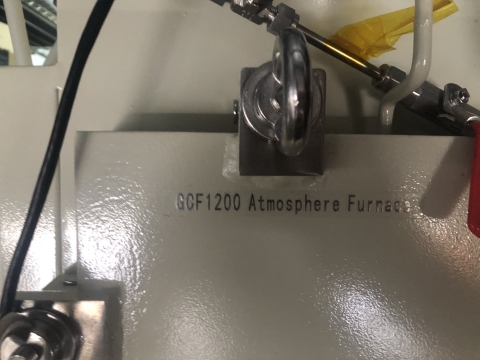 GCF1200 Atmosphere Furnace